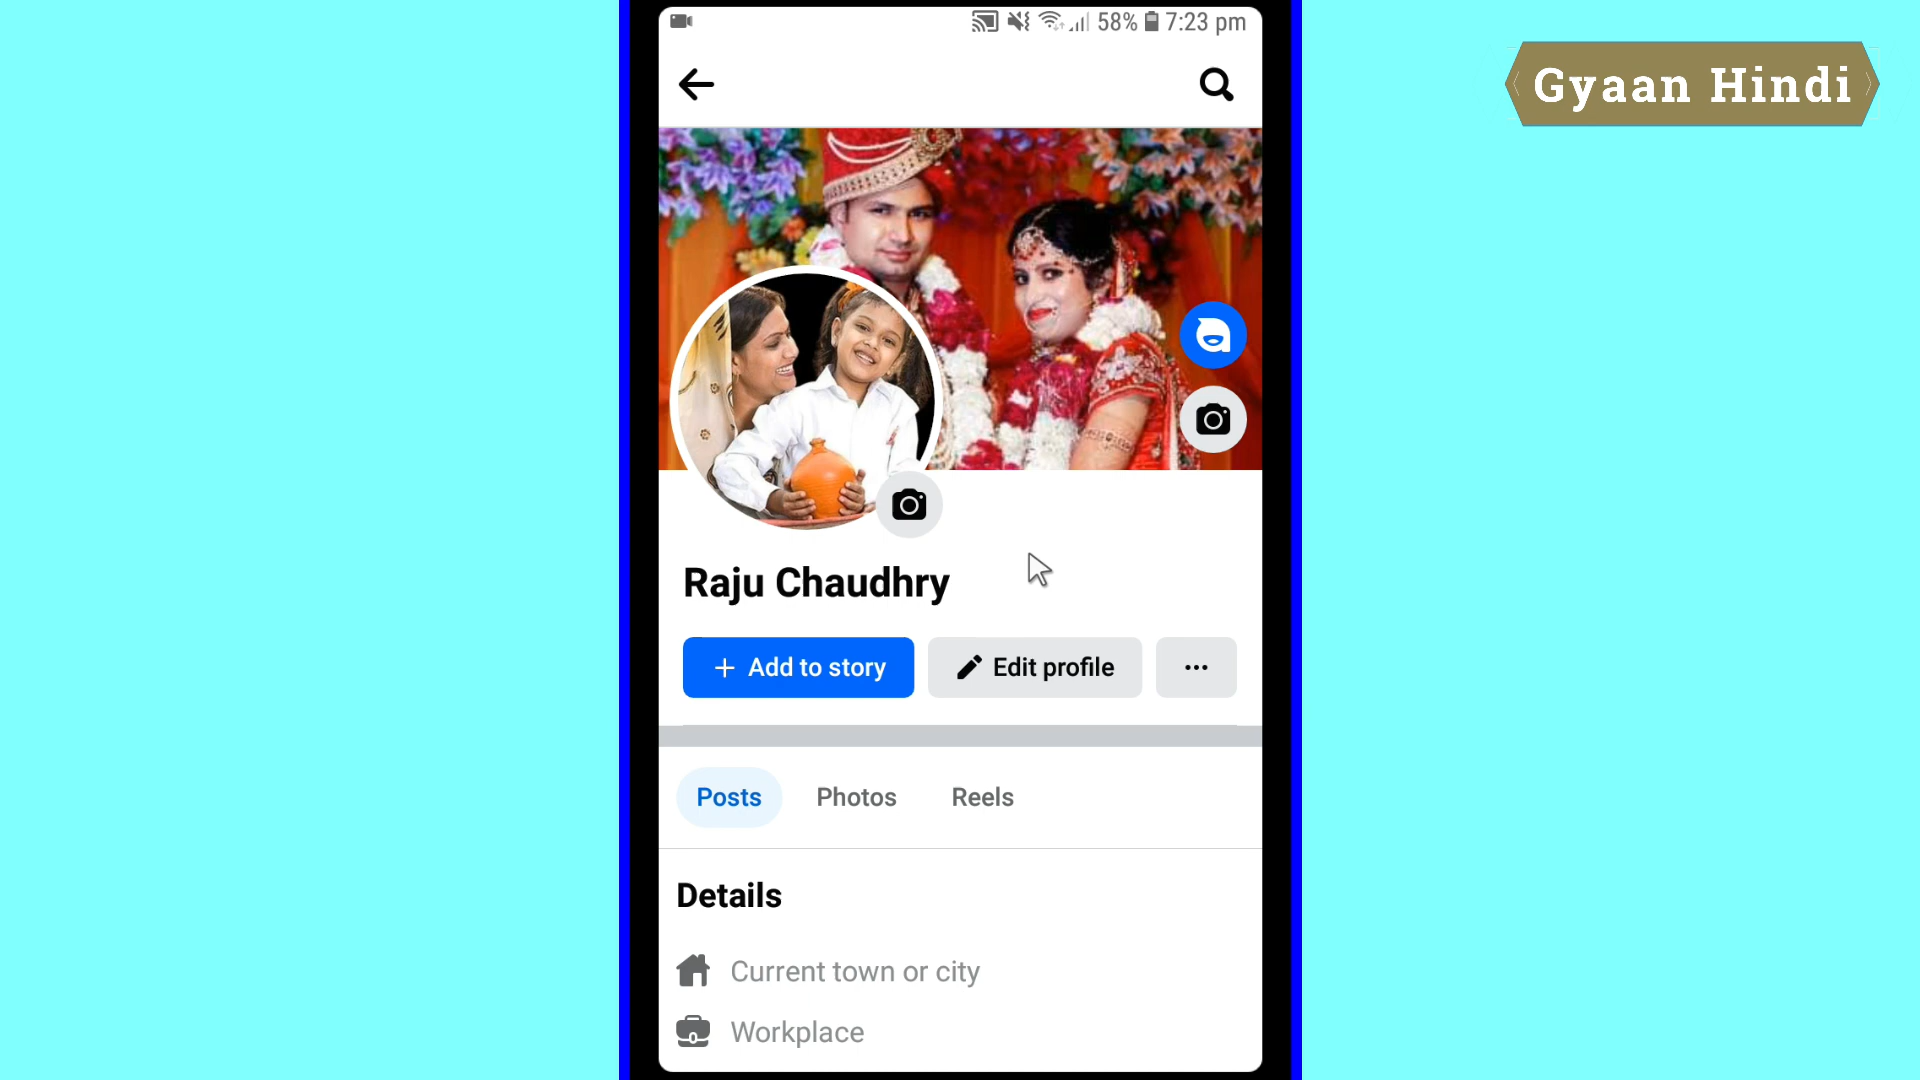 58% 7:23 pm
Gyaan Hindi
Raju Chaudhry
Add to story
Edit profile
Posts Photos Reels
Details
Current town or city
Workplace